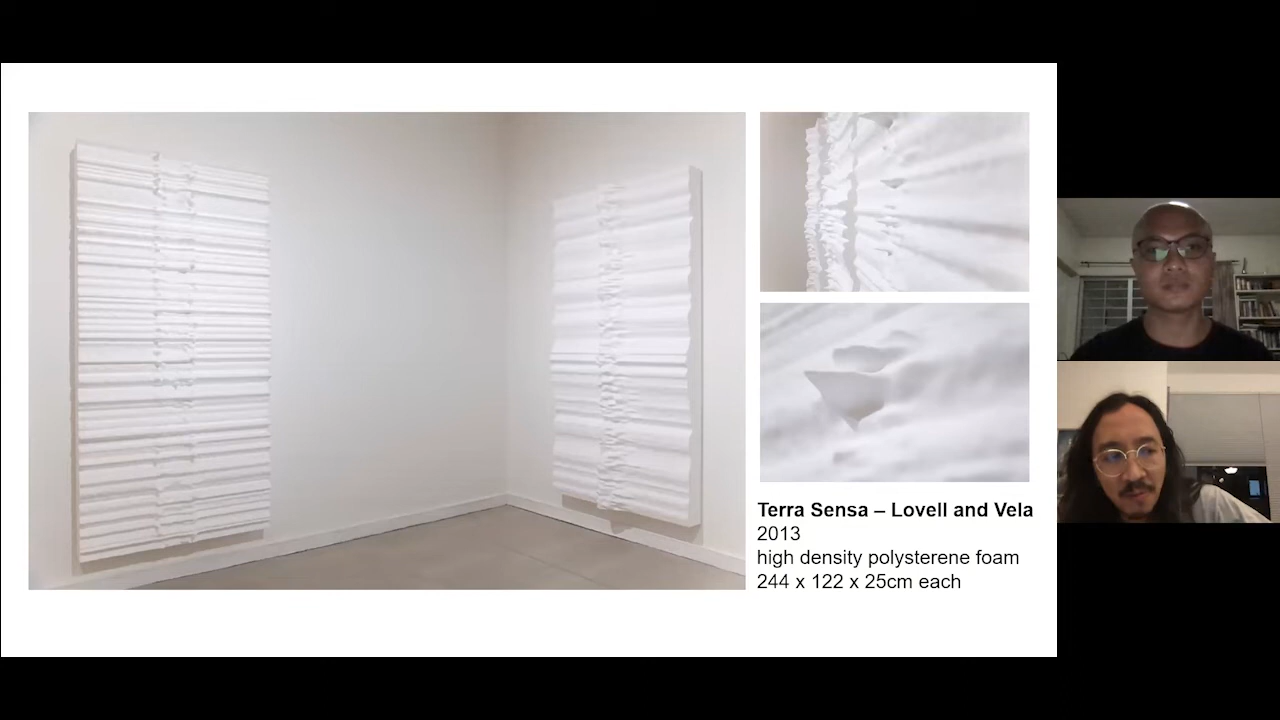 Terra Sensa – Lovell and Vela
2013
high density polysterene foam
244 x 122 x 25cm each